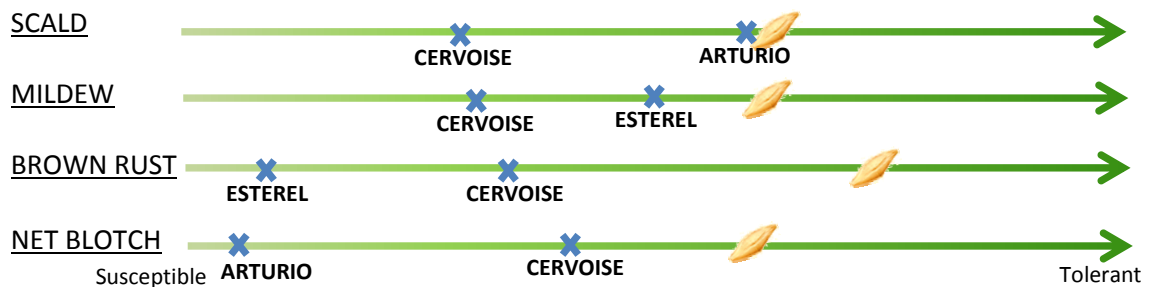 SCALD
CERVOISE ARTURIO
MILDEW
CERVOISE ESTEREL
BROWN RUST
ESTEREL CERVOISE
NET BLOTCH
Susceptible ARTURIO CERVOISE Tolerant